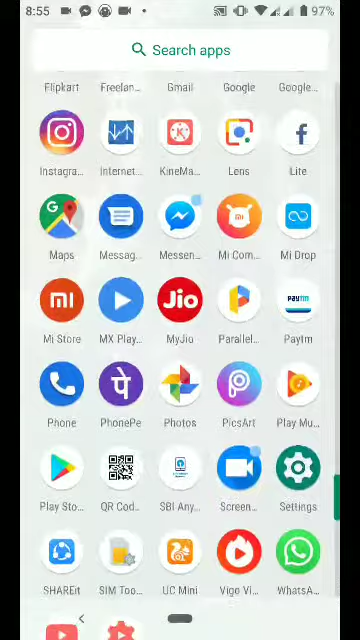 8:55 97%
Search apps
Flipkart Freelan... Gmail Google Google...
Instagra... Internet... KineMa... Lens Lite
Maps Messag... Messen... Mi Com... Mi Drop
Mi Store MX Play... MyJio Parallel... Paytm
Phone PhonePe Photos PicsArt Play Mu...
Play Sto... QR Cod... SBI Any... Screen... Settings
SHAREit SIM Too... UC Mini Vigo Vi... WhatsA...